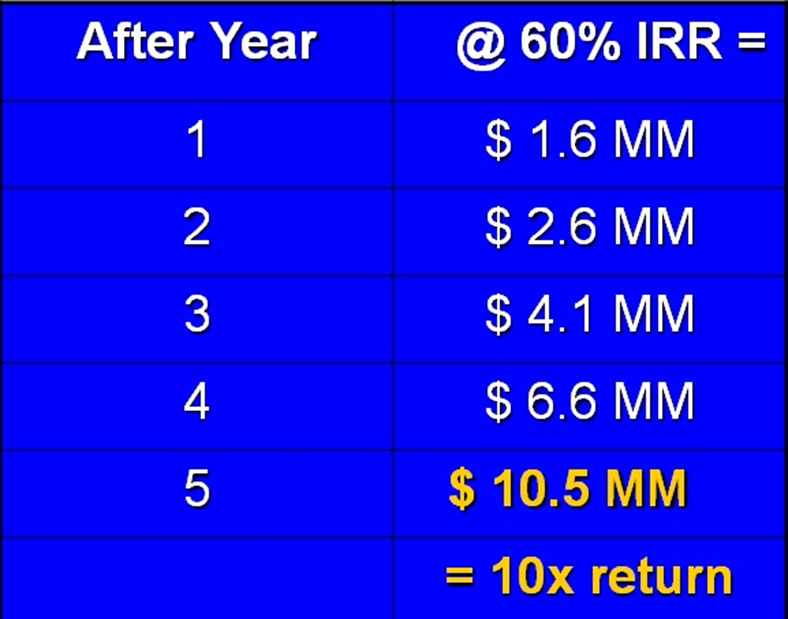 After Year @ 60% IRR =
1 $ 1.6 MM
2 $ 2.6 MM
3 $ 4.1 MM
4 $ 6.6 MM
5 $ 10.5 MM
= 10x return